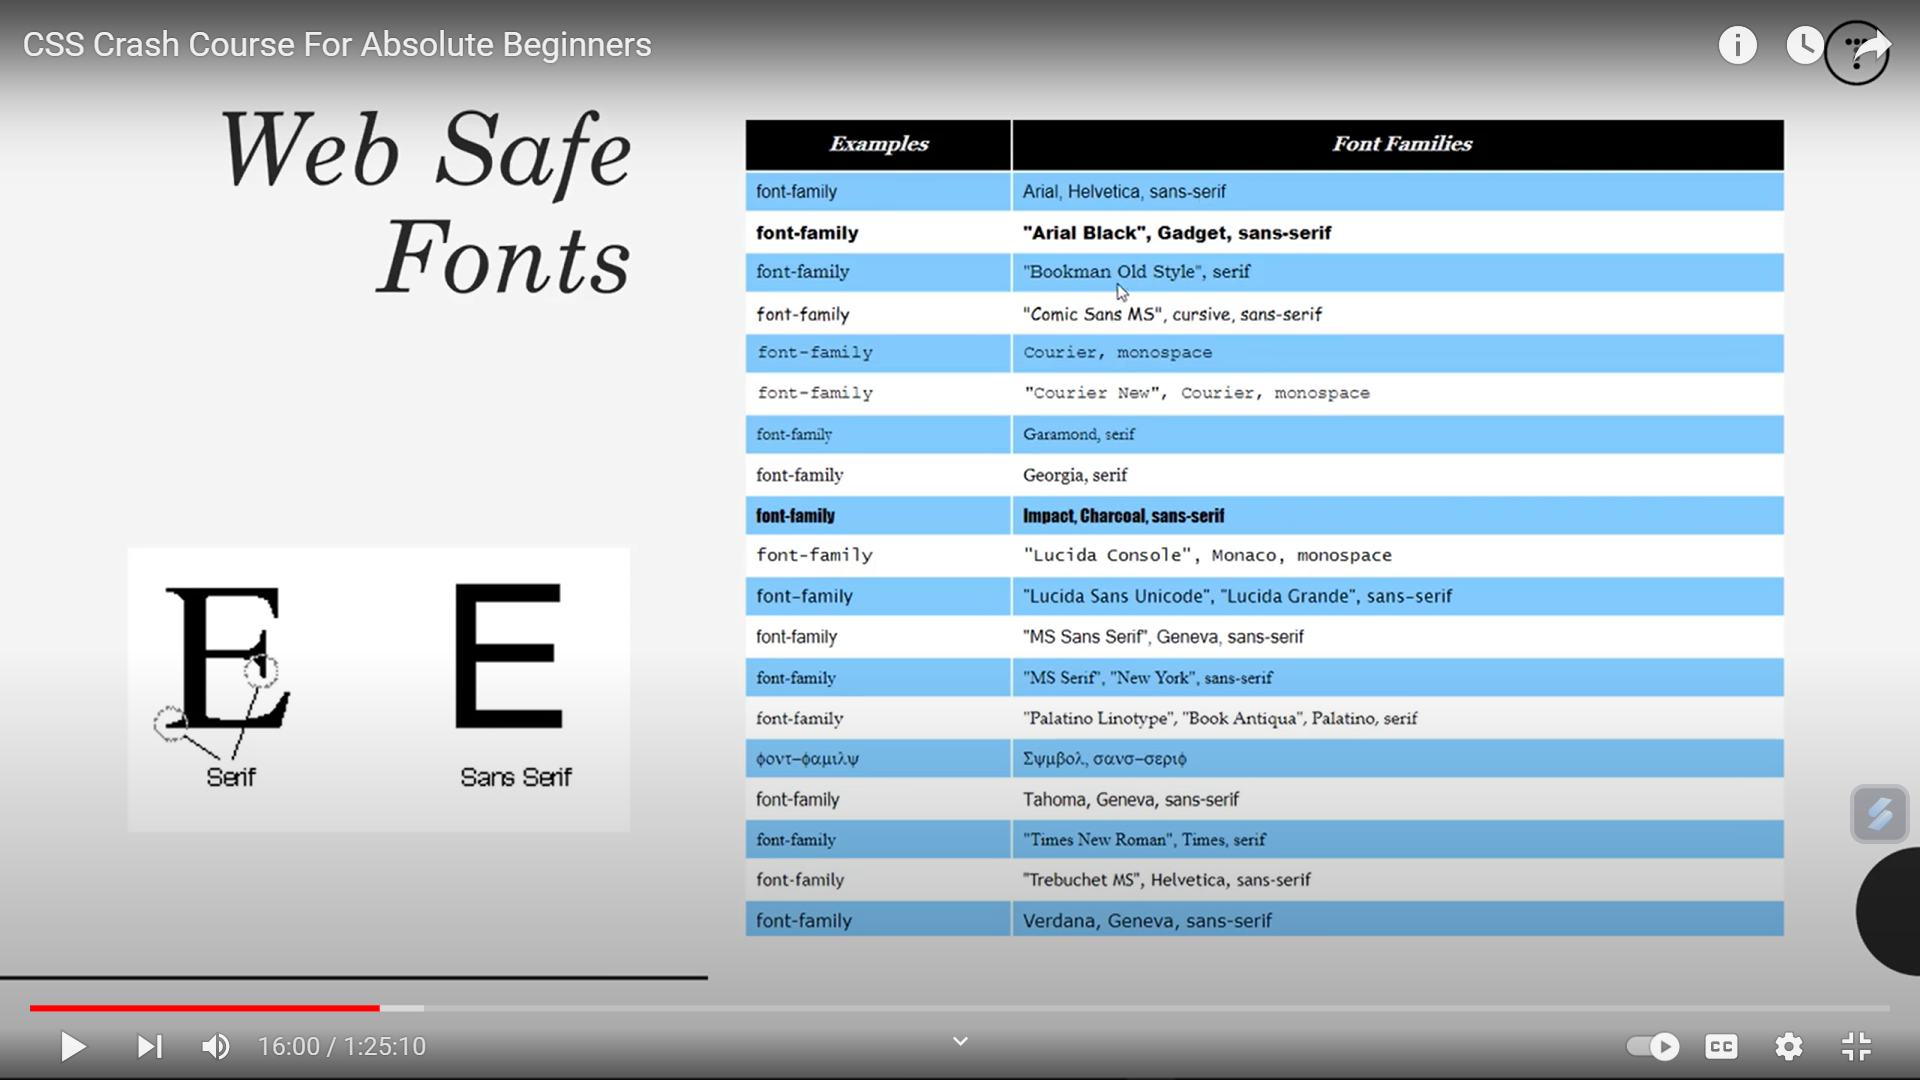 CSS Crash Course For Absolute Beginners
Web Safe
Fonts
Examples Font Families
font-family Arial, Helvetica, sans-serif
font-family "Arial Black", Gadget, sans-serif
font-family "Bookman Old Style", serif
font-family "Comic Sans MS", cursive, sans-serif
font-family Courier, monospace
font-family "Courier New", Courier, monospace
font-family Garamond, serif
font-family Georgia, serif
font-family Impact, Charcoal, sans-serif
font-family "Lucida Console", Monaco, monospace
font-family "Lucida Sans Unicode", "Lucida Grande", sans-serif
font-family "MS Sans Serif", Geneva, sans-serif
font-family "MS Serif", "New York", sans-serif
font-family "Palatino Linotype", "Book Antiqua", Palatino, serif
φοντ–φαμιλψ Σψμβολ, σανσ–σεριφ
font-family Tahoma, Geneva, sans-serif
font-family "Times New Roman", Times, serif
font-family "Trebuchet MS", Helvetica, sans-serif
font-family Verdana, Geneva, sans-serif
E E
Serif Sans Serif
16:00 / 1:25:10
CC